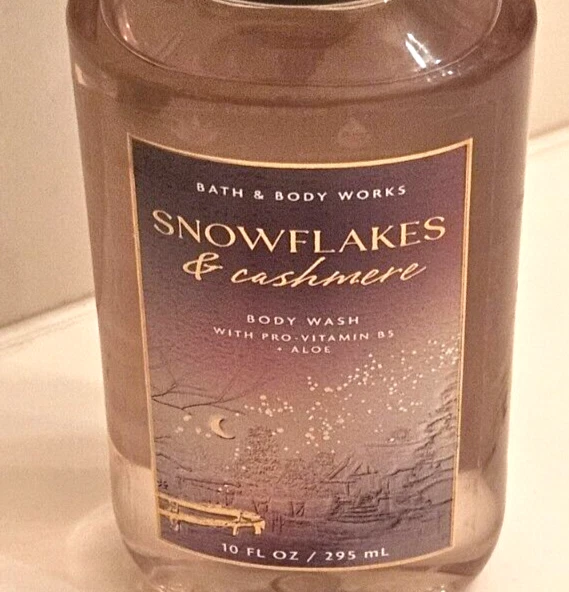 BATH & BODY WORKS
SNOWFLAKES
& cashmere
BODY WASH
WITH PRO-VITAMIN B5
+ ALOE
10 FL OZ / 295 mL